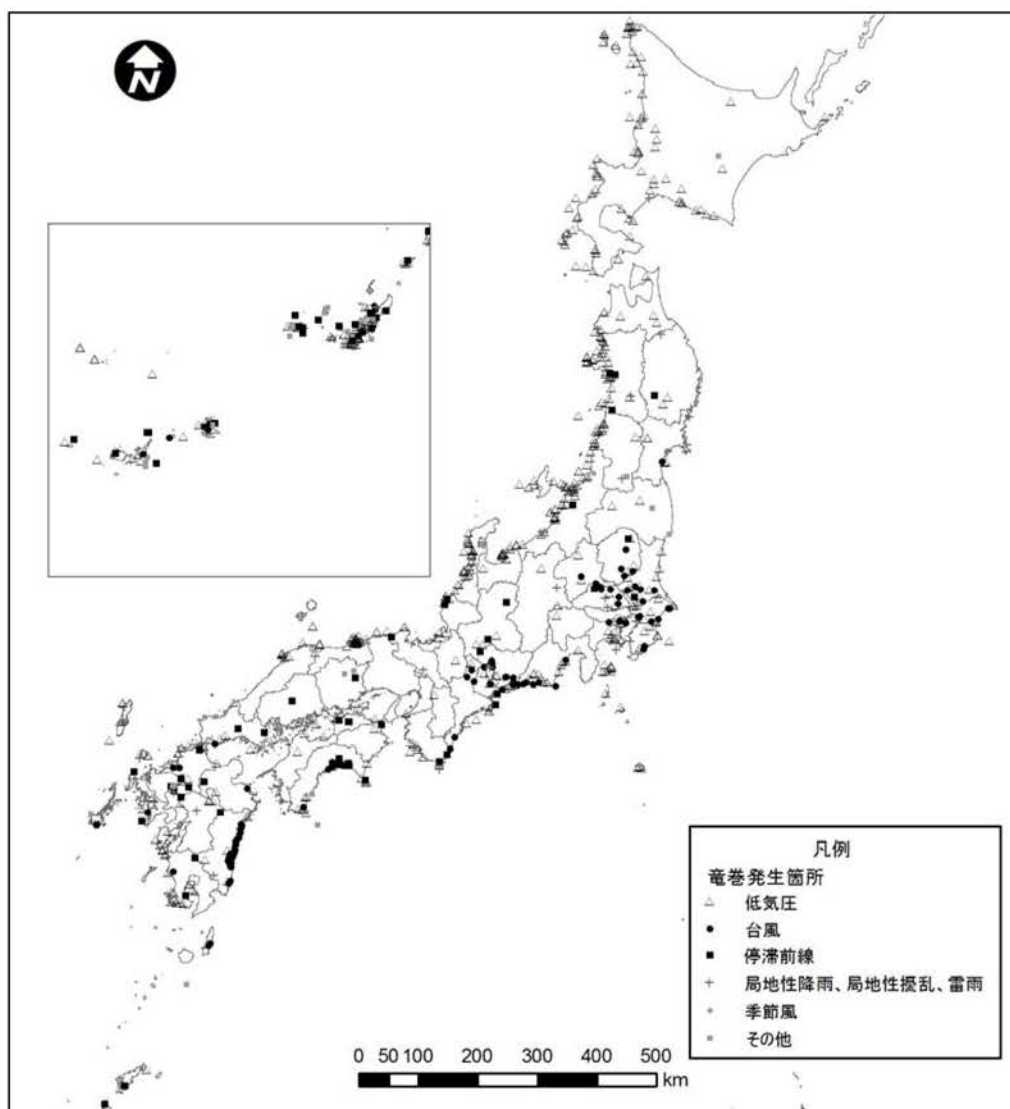 N
凡例
竜巻発生箇所
低気圧
台風
停滞前線
局地性降雨、局地性擾乱、雷雨
季節風
その他
0 50 100 200 300 400 500
km